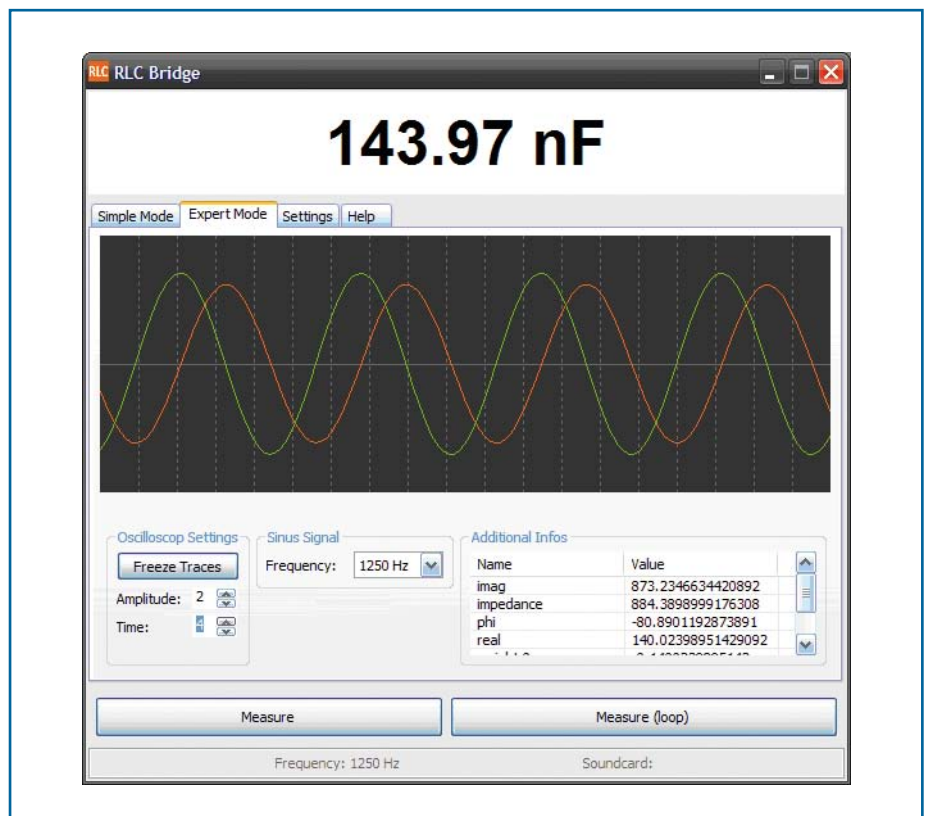 RLC RLC Bridge
143.97 nF
Simple Mode Expert Mode Settings Help
Oscilloscop Settings Sinus Signal Additional Infos
Freeze Traces Frequency: 1250 Hz Name Value
imag 873.2346634420892
Amplitude: 2 impedance 884.3898999176308
phi -80.8901192873891
Time: 4 real 140.02398951429092
Measure Measure (loop)
Frequency: 1250 Hz Soundcard: